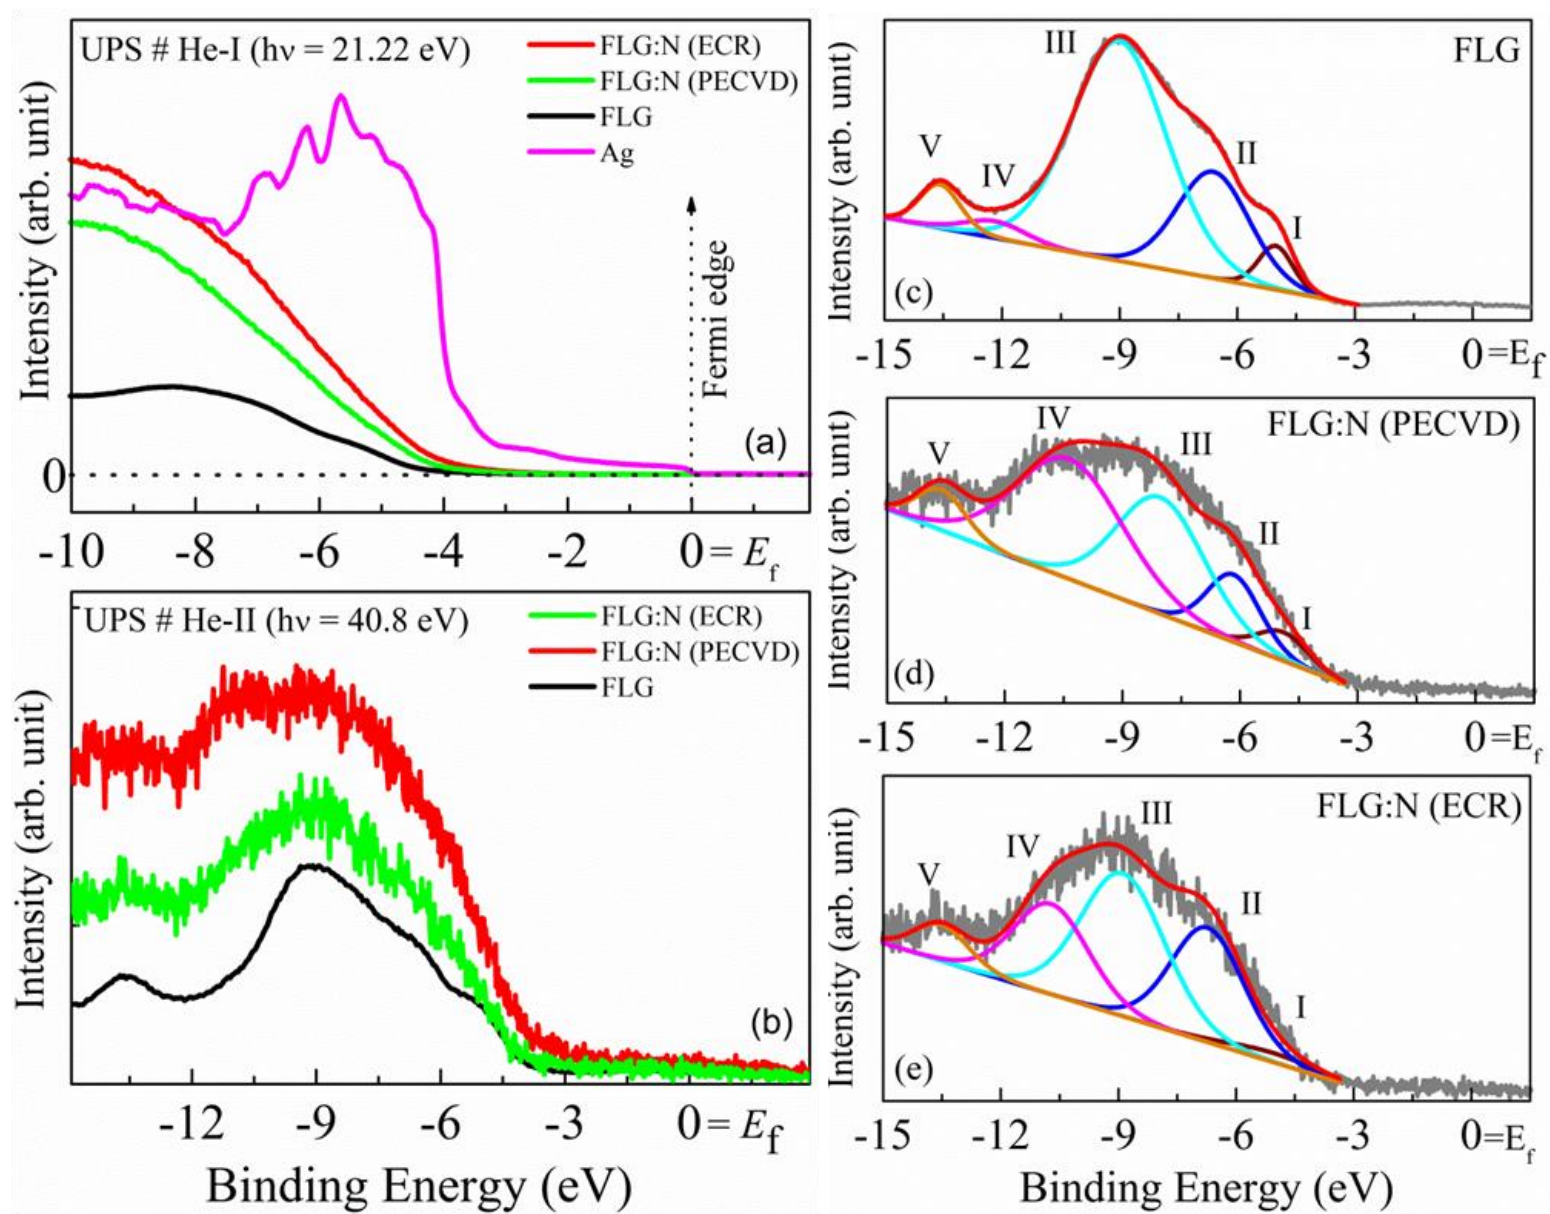 UPS # He-I (hν = 21.22 eV)
FLG:N (ECR)
FLG:N (PECVD)
FLG
Ag
Fermi edge
(a)
0
Intensity (arb. unit)
-10 -8 -6 -4 -2 0 = Ef
UPS # He-II (hν = 40.8 eV)
FLG:N (ECR)
FLG:N (PECVD)
FLG
(b)
Intensity (arb. unit)
-12 -9 -6 -3 0 = Ef
Binding Energy (eV)
FLG
III
II
V
IV
I
(c)
Intensity (arb. unit)
-15 -12 -9 -6 -3 0=Ef
FLG:N (PECVD)
IV
III
V
II
I
(d)
Intensity (arb. unit)
-15 -12 -9 -6 -3 0=Ef
FLG:N (ECR)
III
IV
V
II
I
(e)
Intensity (arb. unit)
-15 -12 -9 -6 -3 0=Ef
Binding Energy (eV)